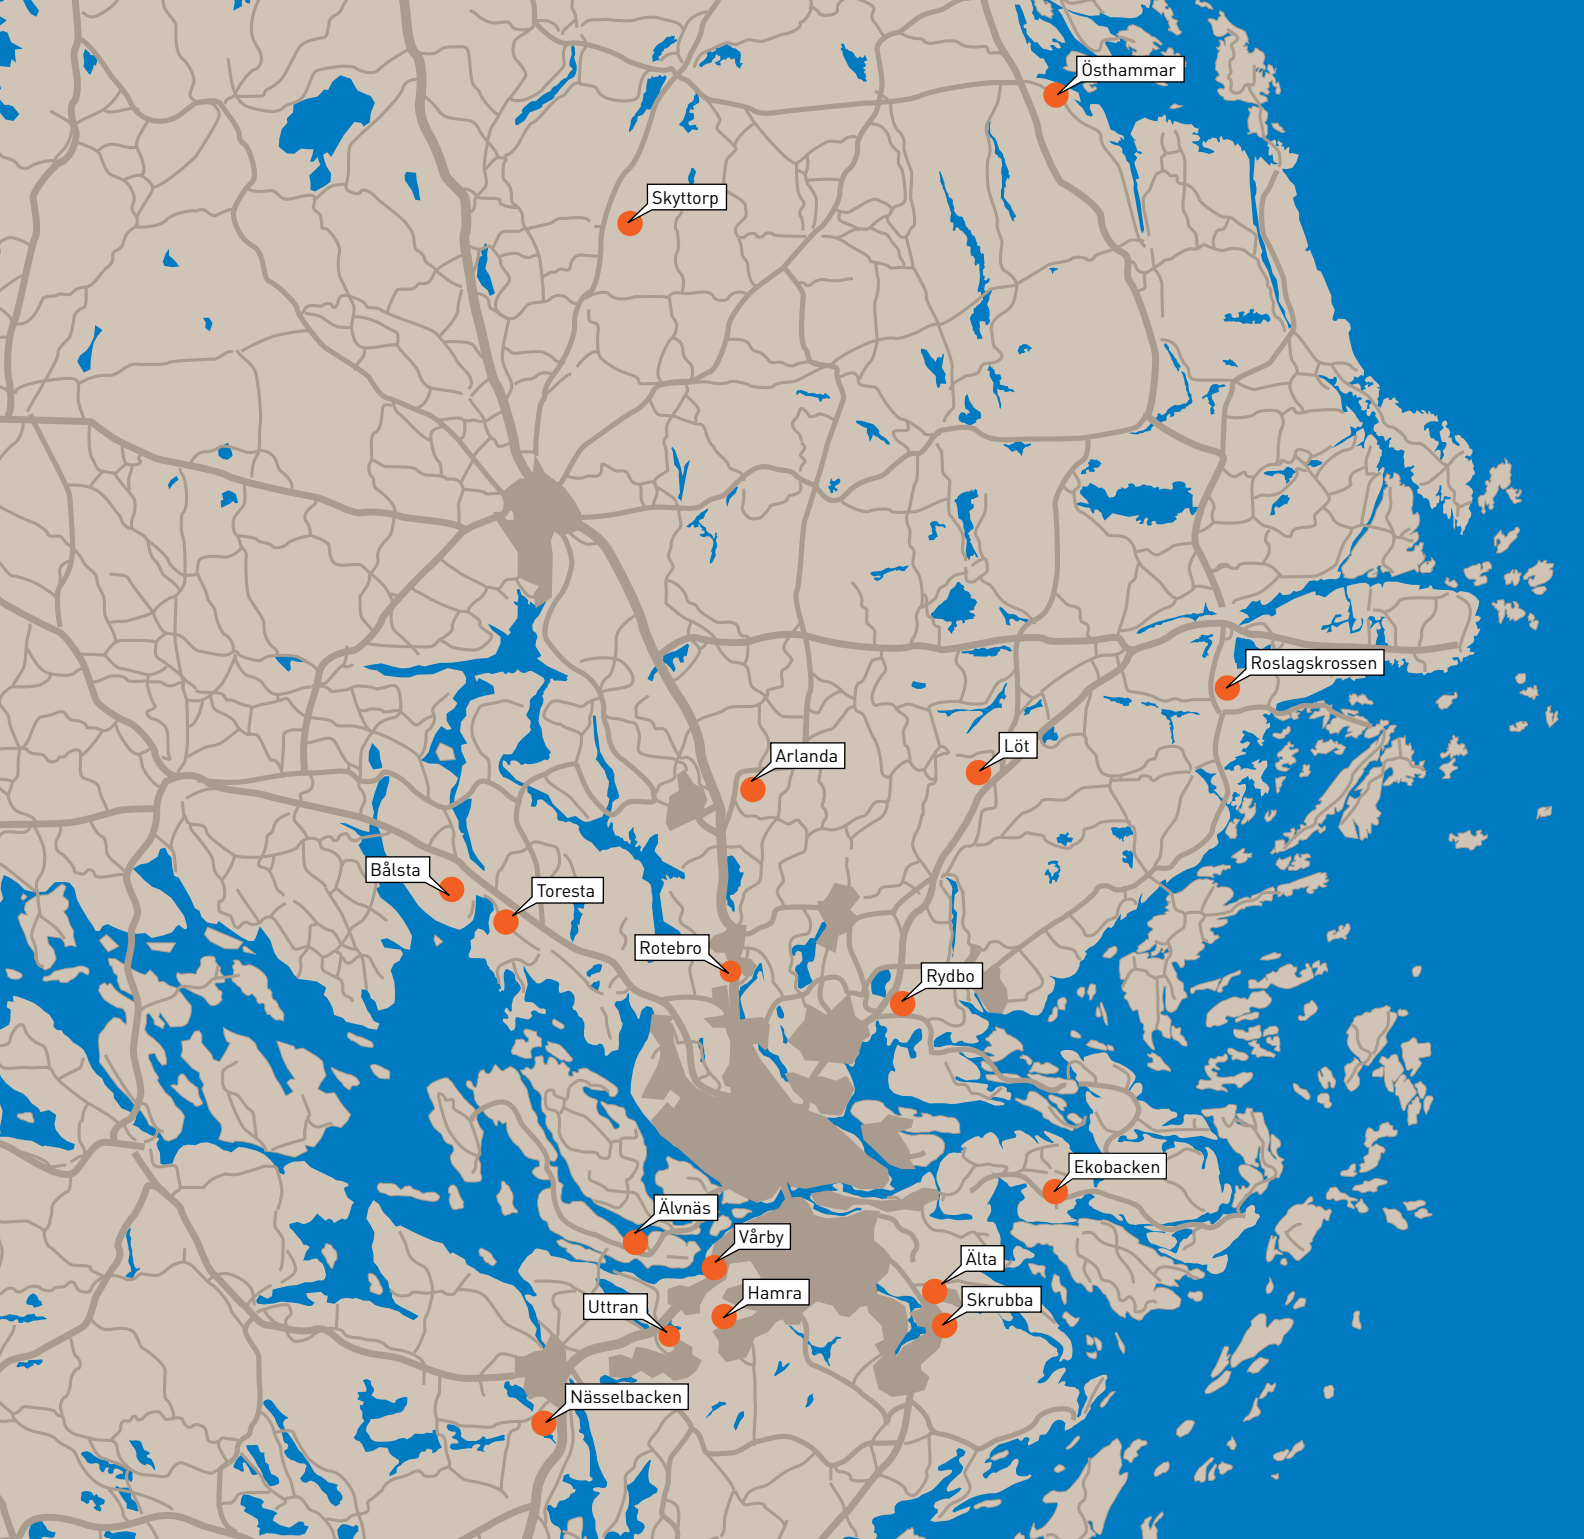 Östhammar
Skyttorp
Roslagskrossen
Löt
Arlanda
Bålsta
Toresta
Rotebro
Rydbo
Ekobacken
Älvnäs
Vårby
Älta
Hamra
Skrubba
Uttran
Nässelbacken